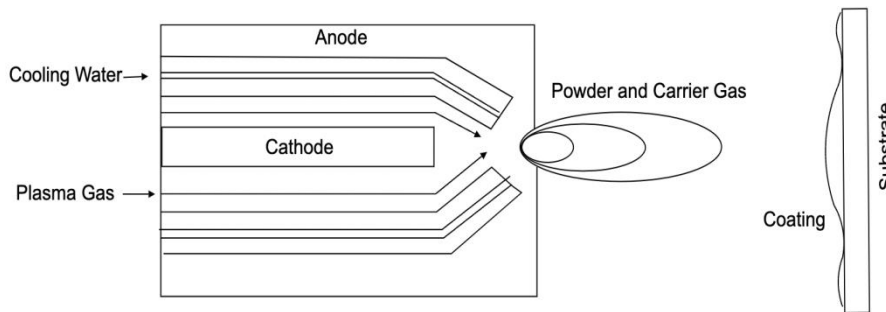 Anode
Cooling Water
Powder and Carrier Gas
Cathode
Plasma Gas
Coating
Substrate